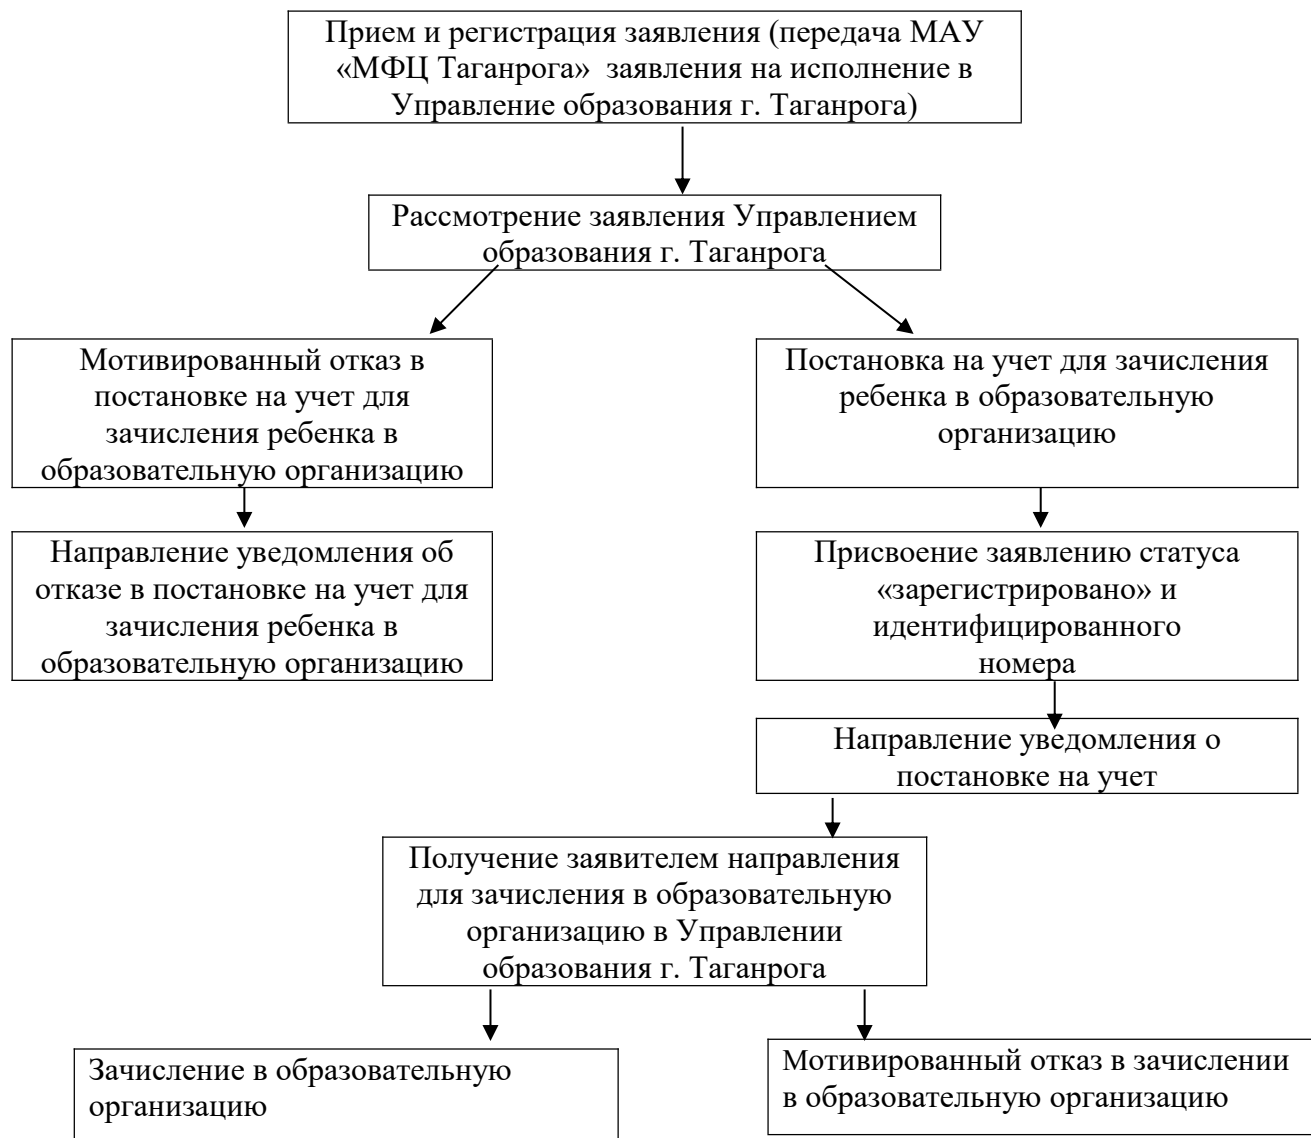 Прием и регистрация заявления (передача МАУ
«МФЦ Таганрога» заявления на исполнение в
Управление образования г. Таганрога)
Рассмотрение заявления Управлением
образования г. Таганрога
Мотивированный отказ в
постановке на учет для
зачисления ребенка в
образовательную организацию
Постановка на учет для зачисления
ребенка в образовательную
организацию
Направление уведомления об
отказе в постановке на учет для
зачисления ребенка в
образовательную организацию
Присвоение заявлению статуса
«зарегистрировано» и
идентифицированного
номера
Направление уведомления о
постановке на учет
Получение заявителем направления
для зачисления в образовательную
организацию в Управлении
образования г. Таганрога
Зачисление в образовательную
организацию
Мотивированный отказ в зачислении
в образовательную организацию